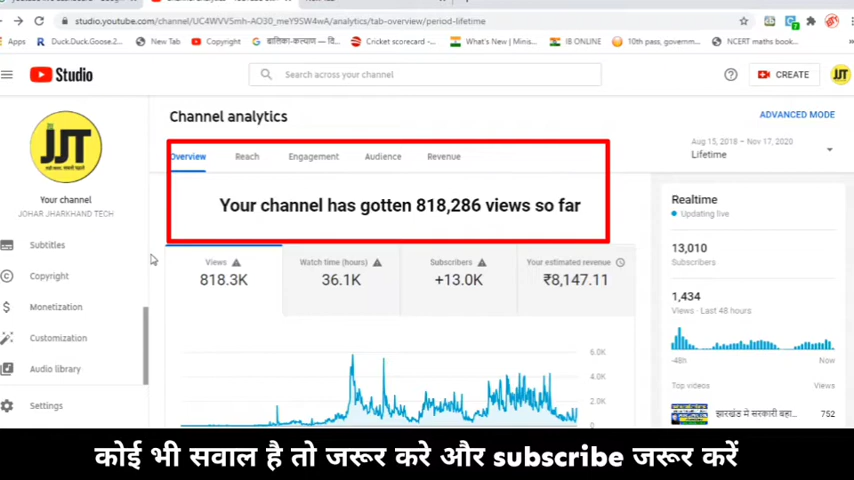 studio.youtube.com/channel/UC4WVV5mh-AO30_meY9SW4wA/analytics/tab-overview/period-lifetime
Apps
Duck.Duck.Goose.2...
New Tab
Copyright
बालिका-कल्याण — वि...
Cricket scorecard -...
What's New | Minis...
IB ONLINE
10th pass, governm...
NCERT maths book...
Studio
Search across your channel
CREATE
JJT
Channel analytics
ADVANCED MODE
JJT
Your channel
JOHAR JHARKHAND TECH
Subtitles
Copyright
Monetization
Customization
Audio library
Settings
Overview
Reach
Engagement
Audience
Revenue
Aug 15, 2018 – Nov 17, 2020
Lifetime
Your channel has gotten 818,286 views so far
Views
818.3K
Watch time (hours)
36.1K
Subscribers
+13.0K
Your estimated revenue
₹8,147.11
6.0K
4.0K
2.0K
Realtime
Updating live
13,010
Subscribers
1,434
Views · Last 48 hours
-48h
Now
Top videos
Views
झारखंड मे सरकारी बहा...
752
कोई भी सवाल है तो जरूर करे और subscribe जरूर करें